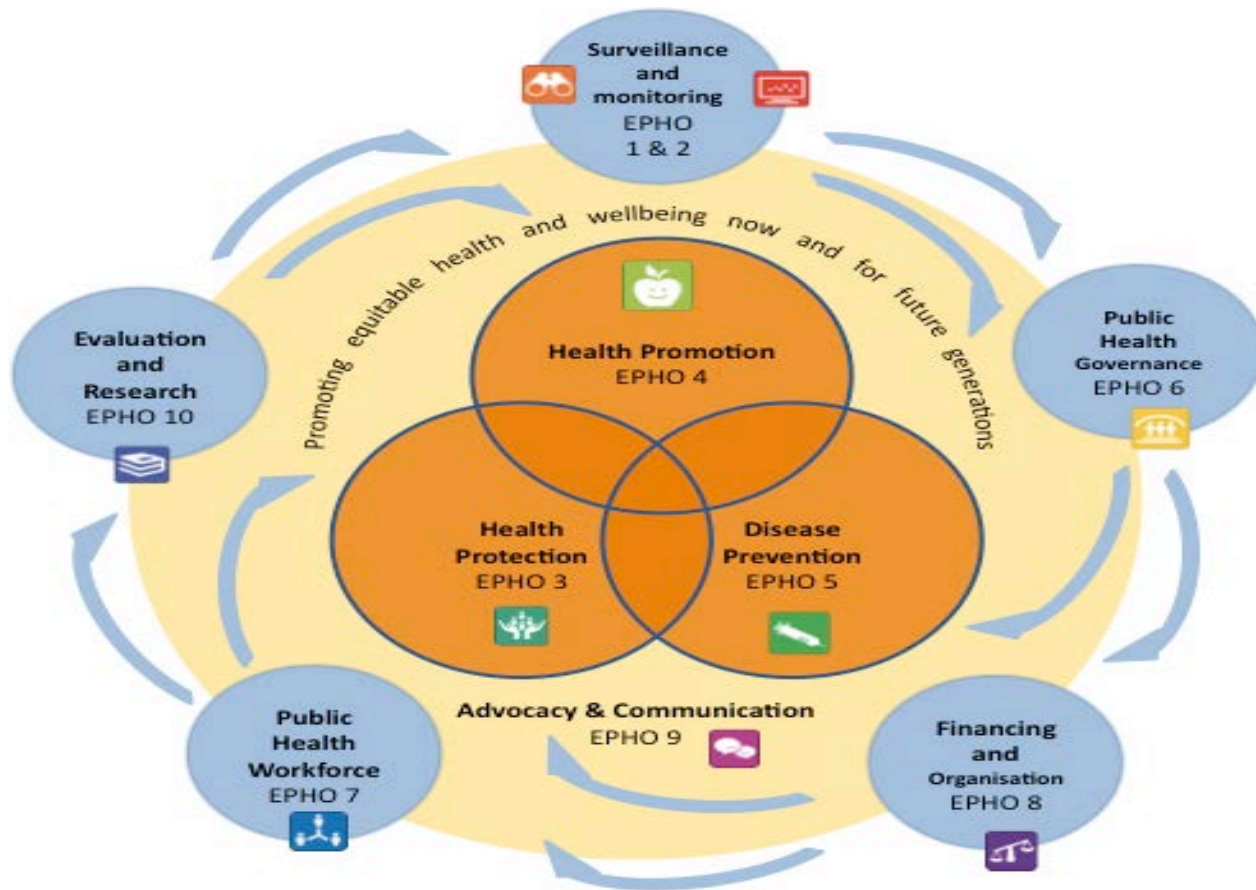 Surveillance
and
monitoring
EPHO
1 & 2
Promoting equitable health and wellbeing now and for future generations
Evaluation
and
Research
EPHO 10
Public
Health
Governance
EPHO 6
Health Promotion
EPHO 4
Health
Protection
EPHO 3
Disease
Prevention
EPHO 5
Advocacy & Communication
EPHO 9
Public
Health
Workforce
EPHO 7
Financing
and
Organisation
EPHO 8